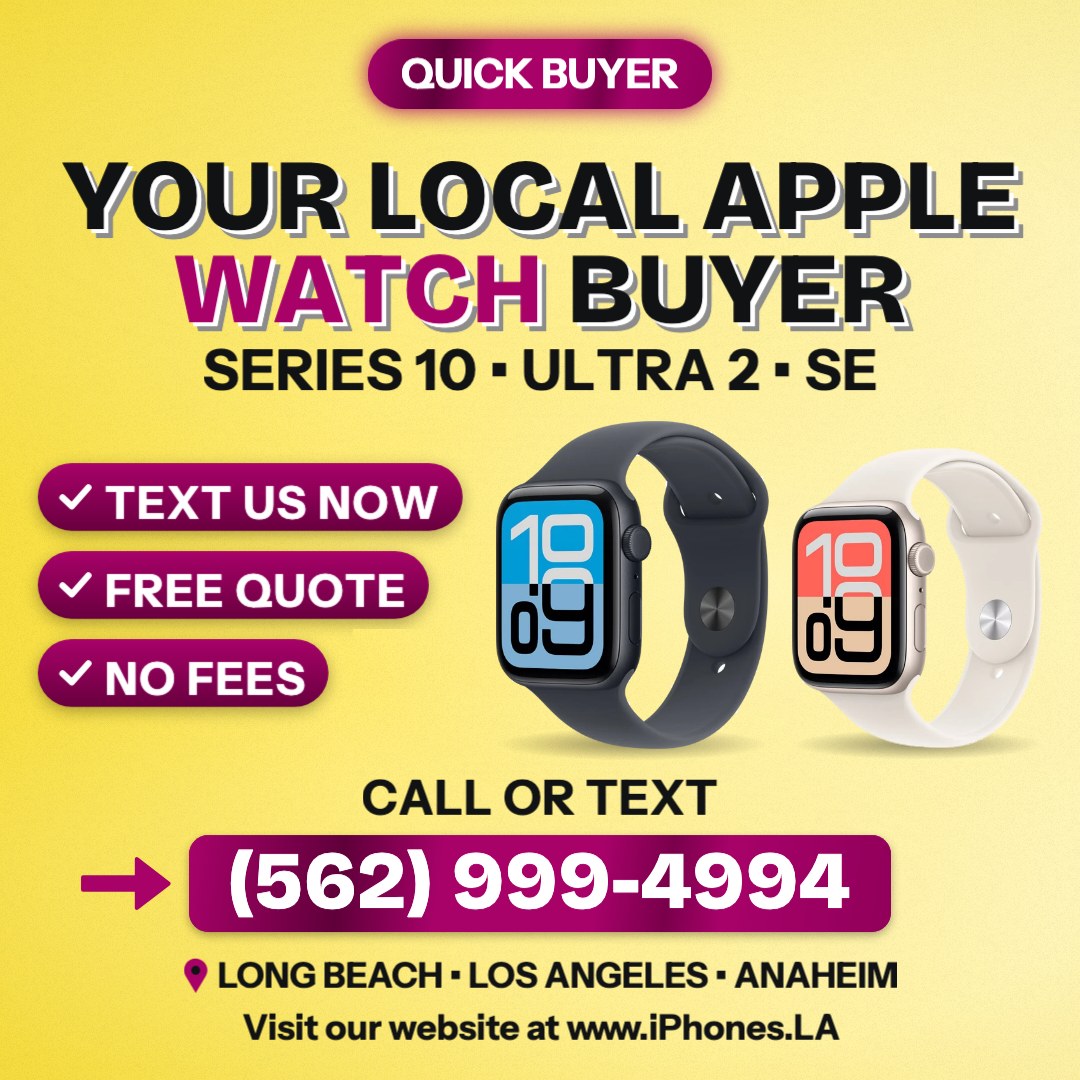 QUICK BUYER
YOUR LOCAL APPLE
WATCH BUYER
SERIES 10 ▪ ULTRA 2 ▪ SE
✓ TEXT US NOW
✓ FREE QUOTE
✓ NO FEES
10
09
10
09
CALL OR TEXT
(562) 999-4994
LONG BEACH ▪ LOS ANGELES ▪ ANAHEIM
Visit our website at www.iPhones.LA